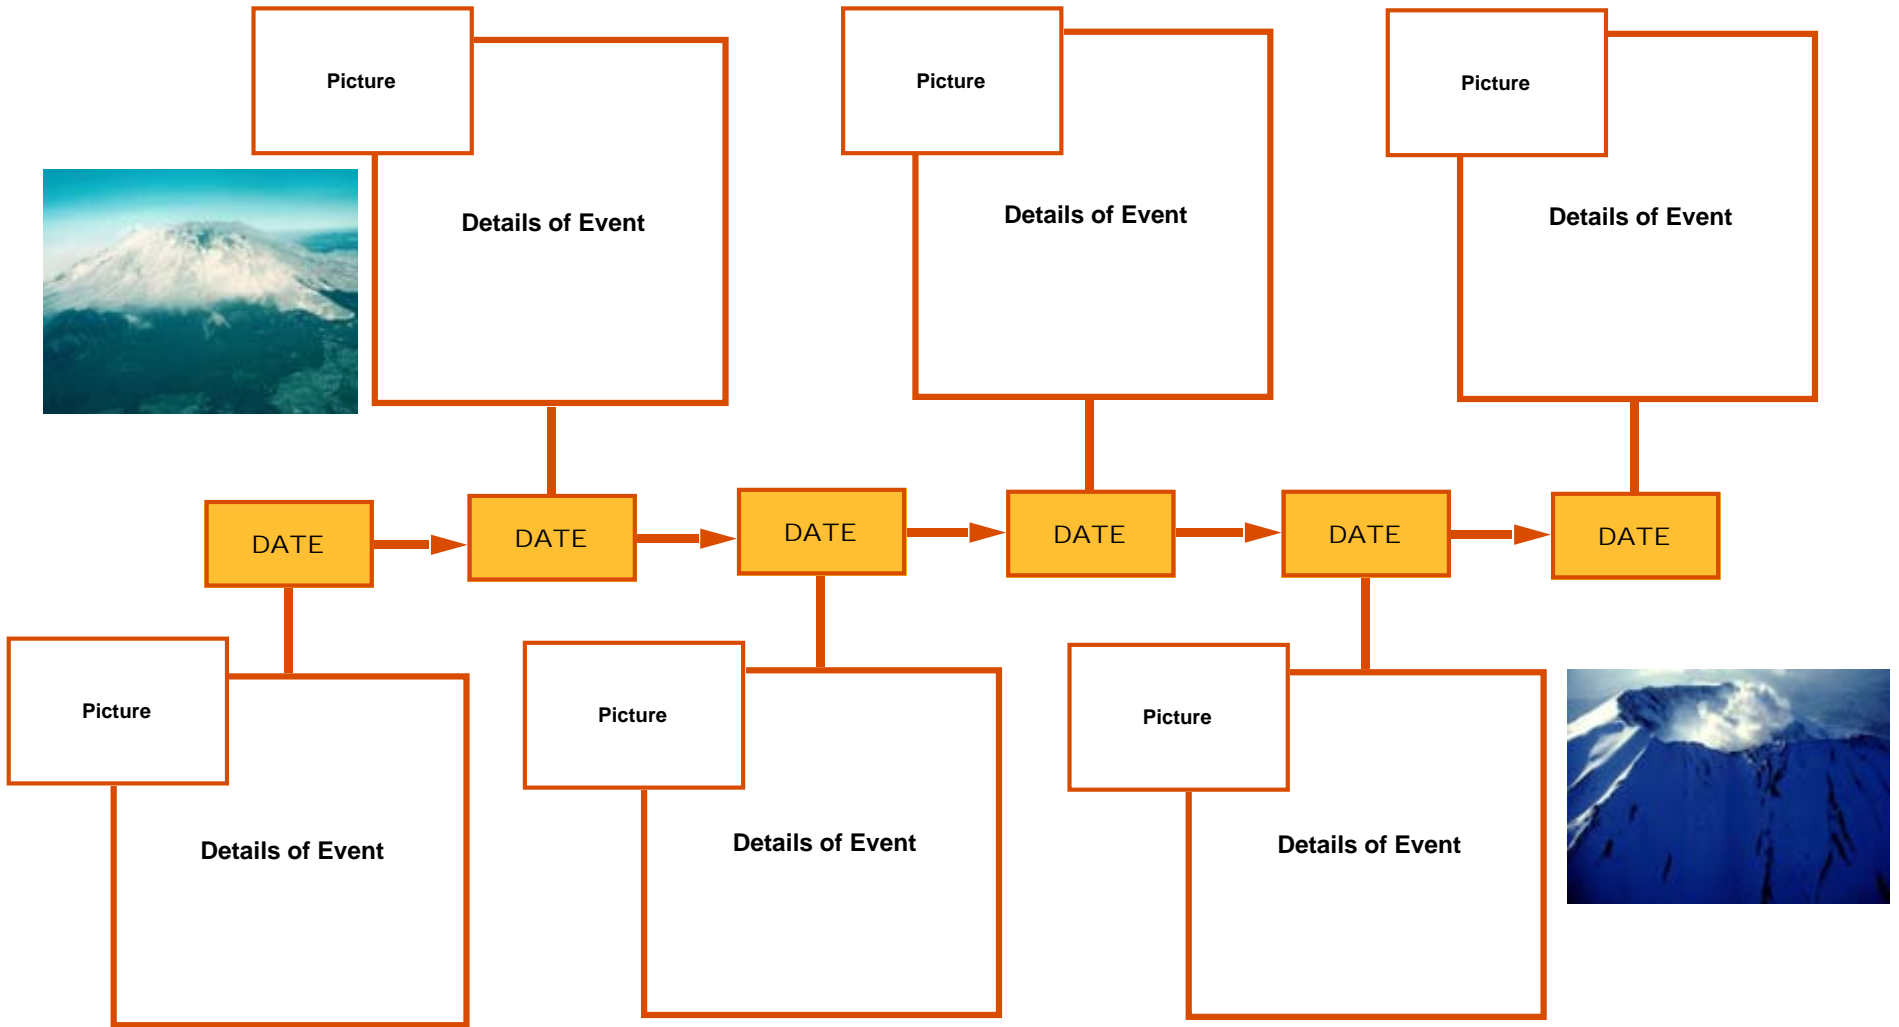 Picture
Picture
Picture
Details of Event
Details of Event
Details of Event
DATE
DATE
DATE
DATE
DATE
DATE
Picture
Picture
Picture
Details of Event
Details of Event
Details of Event